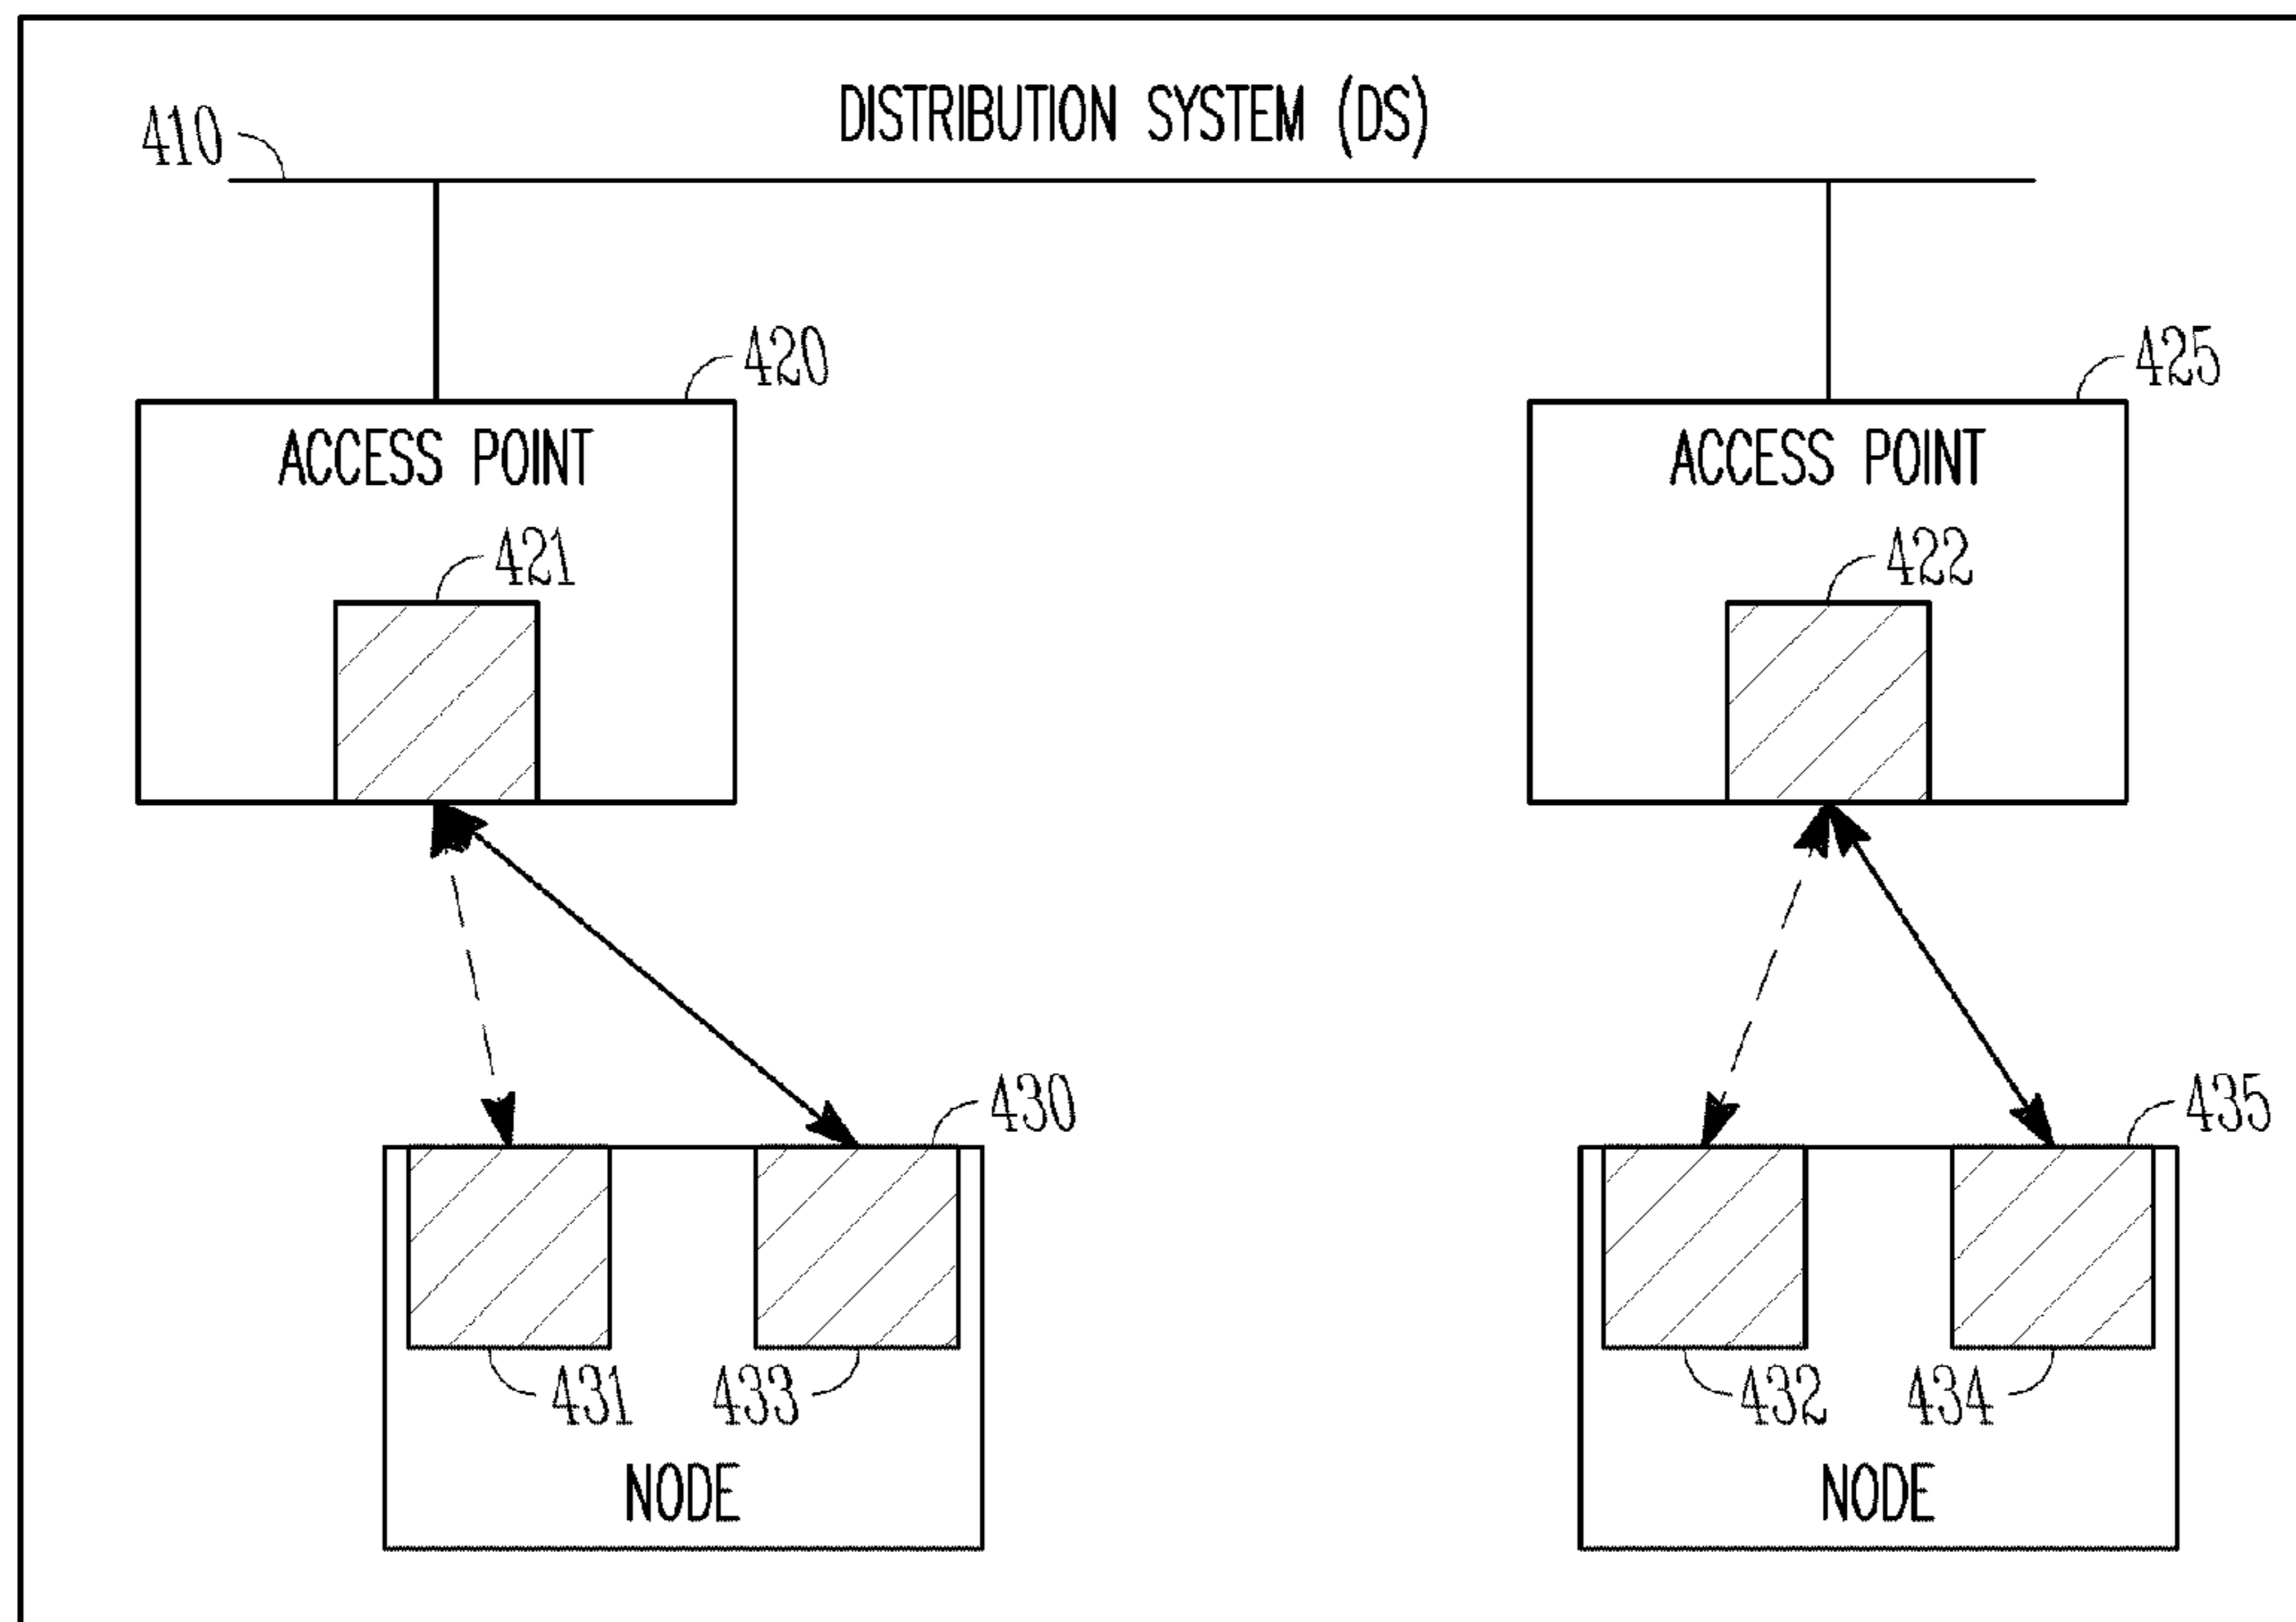 DISTRIBUTION SYSTEM (DS)
410
420
425
ACCESS POINT
ACCESS POINT
421
422
430
435
431
433
432
434
NODE
NODE